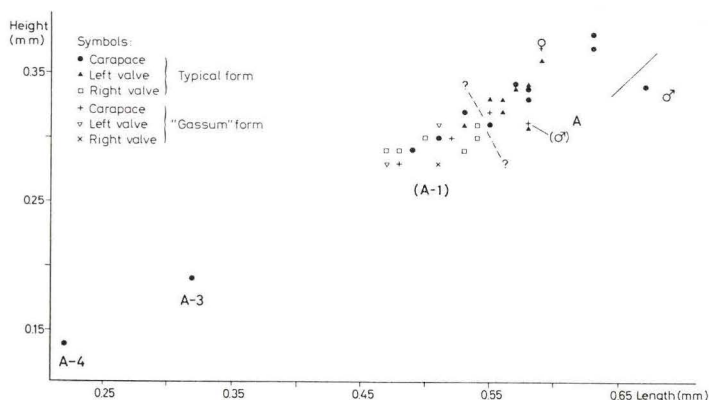 Height
(mm)
Symbols:
● Carapace
▲ Left valve
□ Right valve
Typical form
+ Carapace
▽ Left valve
× Right valve
"Gassum" form
0.35
0.25
0.15
♀
?
A
♂
(♂)
?
(A-1)
A-3
A-4
0.25
0.35
0.45
0.55
0.65
Length(mm)